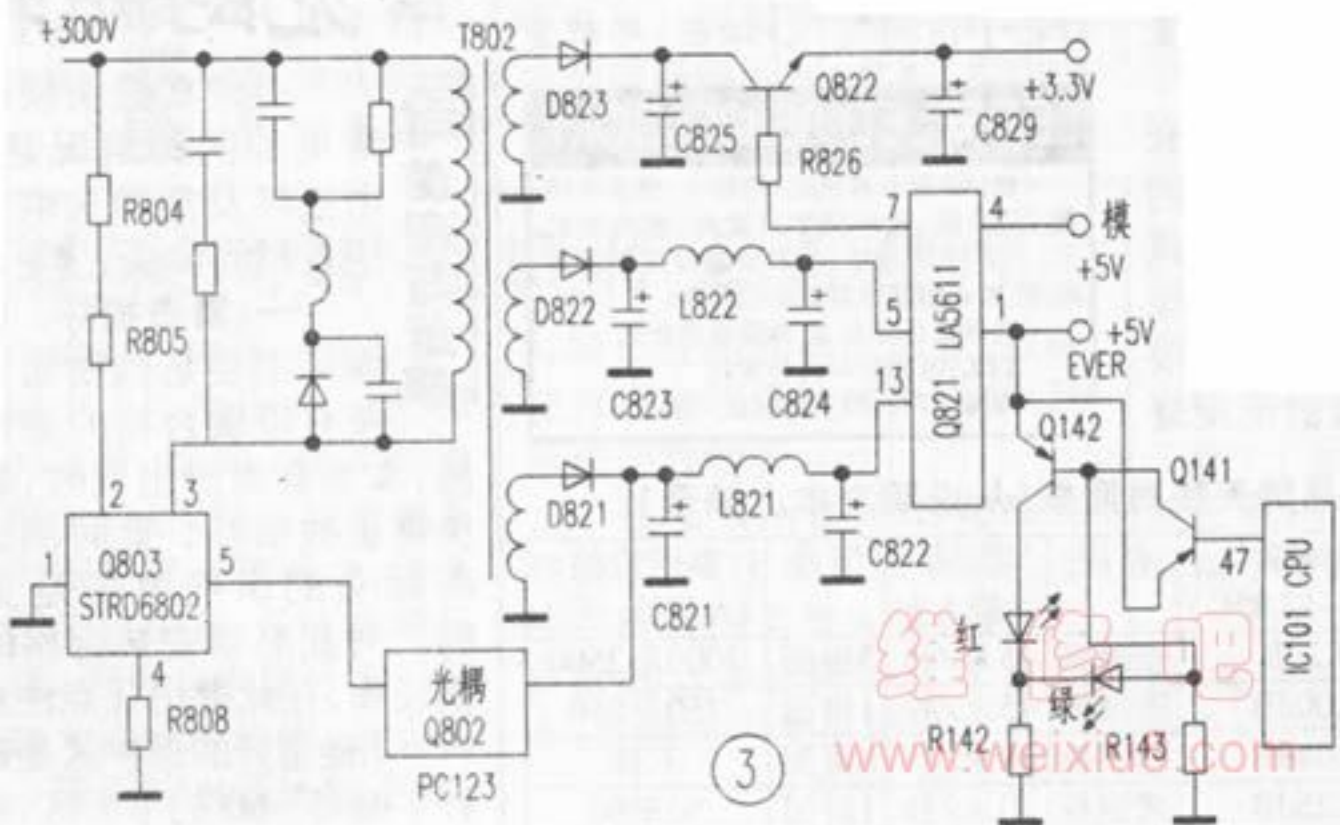 +300V
T802
D823
C825
Q822
C829
+3.3V
R826
R804
R805
7
4
模
+5V
D822
L822
C823
C824
5
13
Q821 LA5611
1
+5V
EVER
Q142
Q141
47
IC101 CPU
D821
L821
C821
C822
2
3
1
Q803
STRD6802
5
4
R808
光耦
Q802
PC123
红
绿
R142
R143
3
www.weixiu8.com